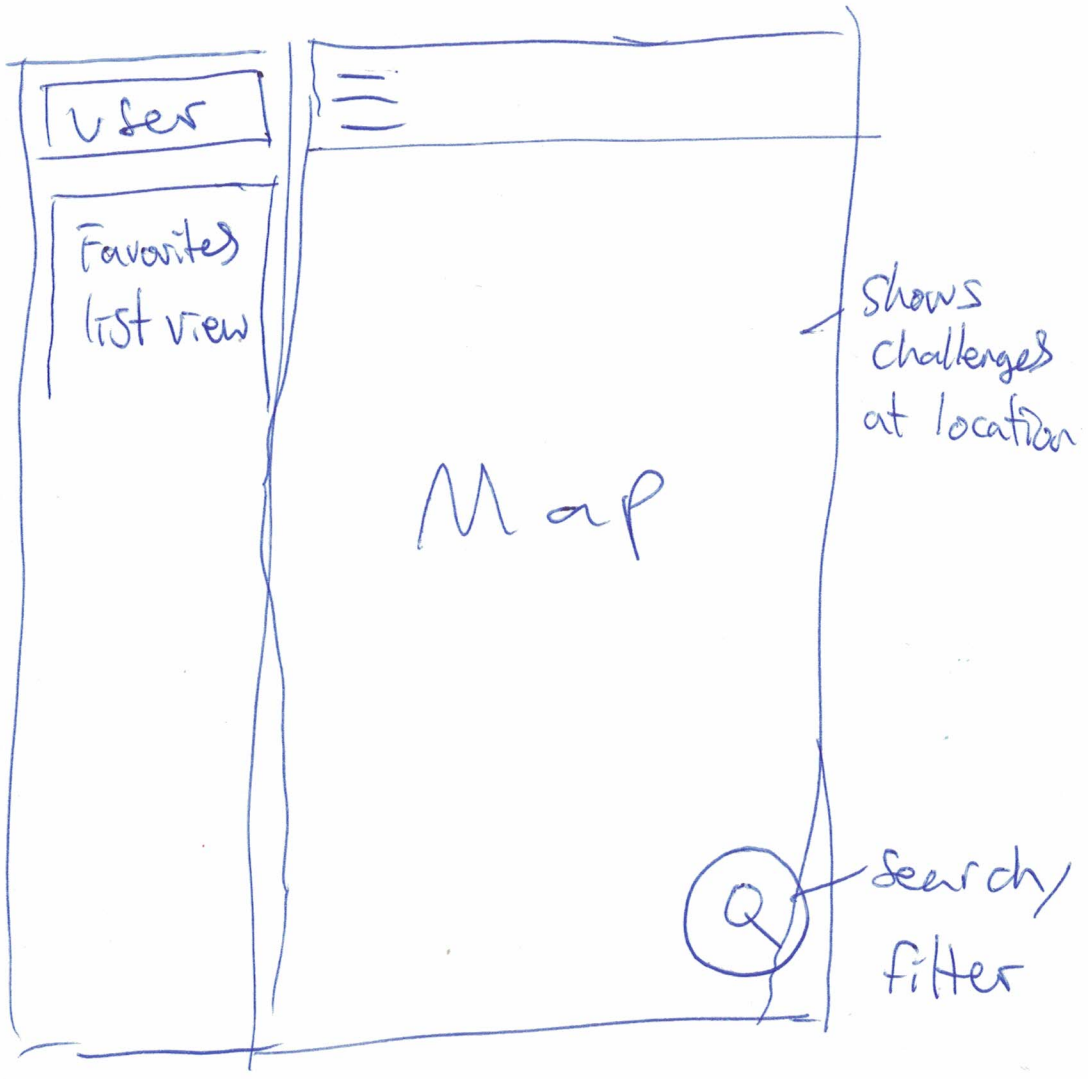 User
Favorites
list view
Map
shows
challenges
at location
search/
filter